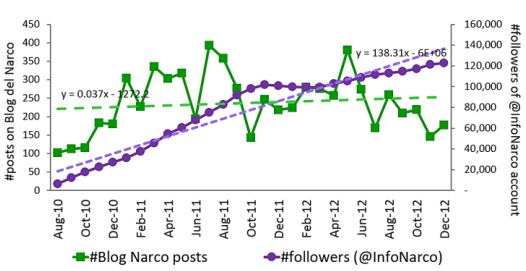 450
400
350
300
250
200
150
100
50
0
#posts on Blog del Narco
160,000
140,000
120,000
100,000
80,000
60,000
40,000
20,000
-
#followers of @InfoNarco account
y = 138.31x - 6E+06
y = 0.037x - 1272.2
Aug-10
Oct-10
Dec-10
Feb-11
Apr-11
Jun-11
Aug-11
Oct-11
Dec-11
Feb-12
Apr-12
Jun-12
Aug-12
Oct-12
Dec-12
#Blog Narco posts
#followers (@InfoNarco)